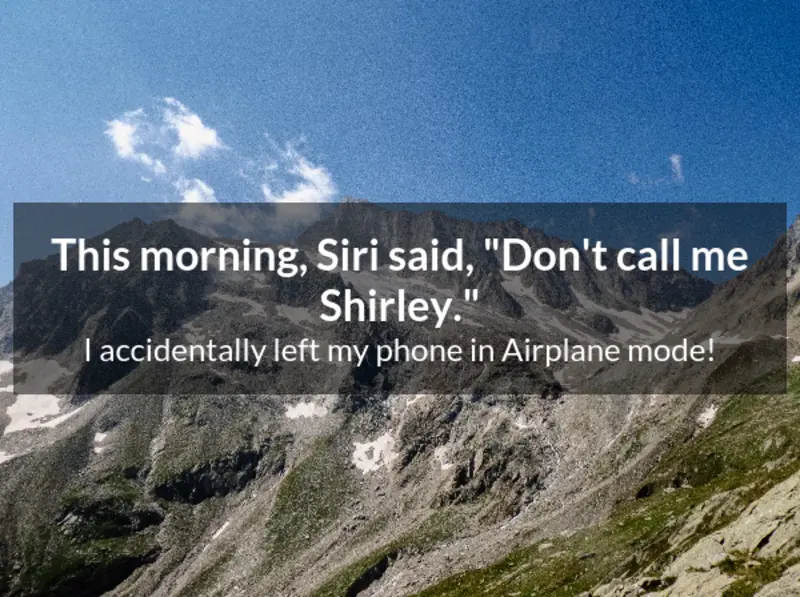 This morning, Siri said, "Don't call me
Shirley."
I accidentally left my phone in Airplane mode!